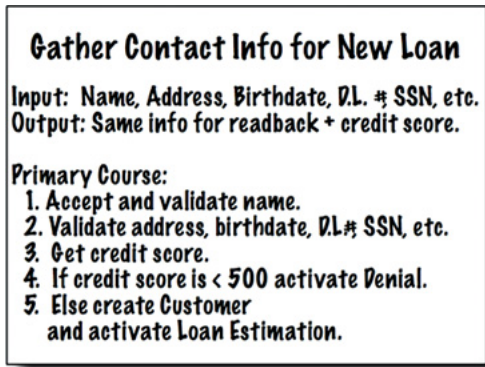 Gather Contact Info for New Loan
Input: Name, Address, Birthdate, D.L. #, SSN, etc.
Output: Same info for readback + credit score.
Primary Course:
1. Accept and validate name.
2. Validate address, birthdate, D.L#, SSN, etc.
3. Get credit score.
4. If credit score is < 500 activate Denial.
5. Else create Customer
and activate Loan Estimation.